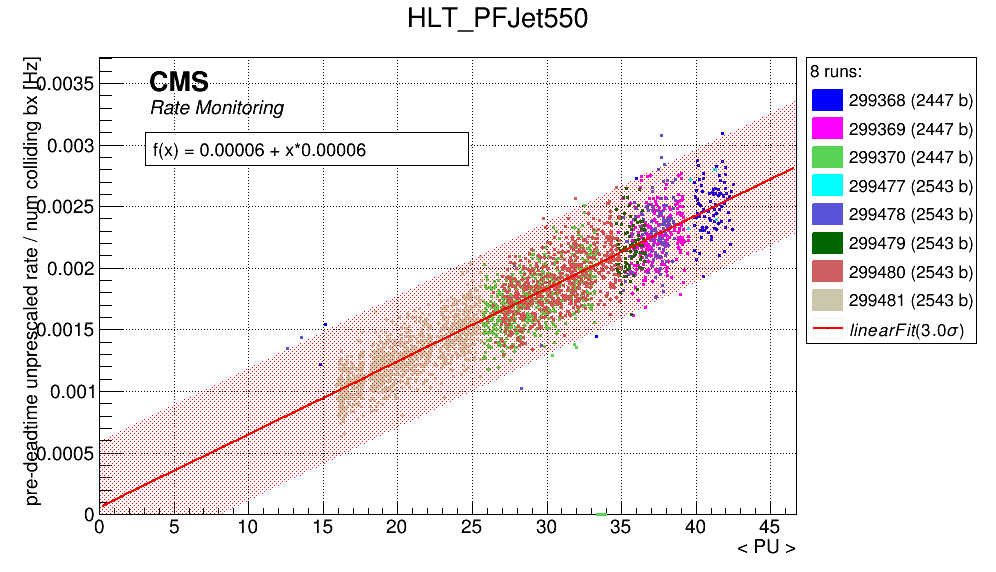 HLT_PFJet550
pre-deadtime unprescaled rate / num colliding bx [Hz]
0.0035
0.003
0.0025
0.002
0.0015
0.001
0.0005
0
CMS
Rate Monitoring
f(x) = 0.00006 + x*0.00006
0 5 10 15 20 25 30 35 40 45
< PU >
8 runs:
299368 (2447 b)
299369 (2447 b)
299370 (2447 b)
299477 (2543 b)
299478 (2543 b)
299479 (2543 b)
299480 (2543 b)
299481 (2543 b)
linearFit(3.0σ)